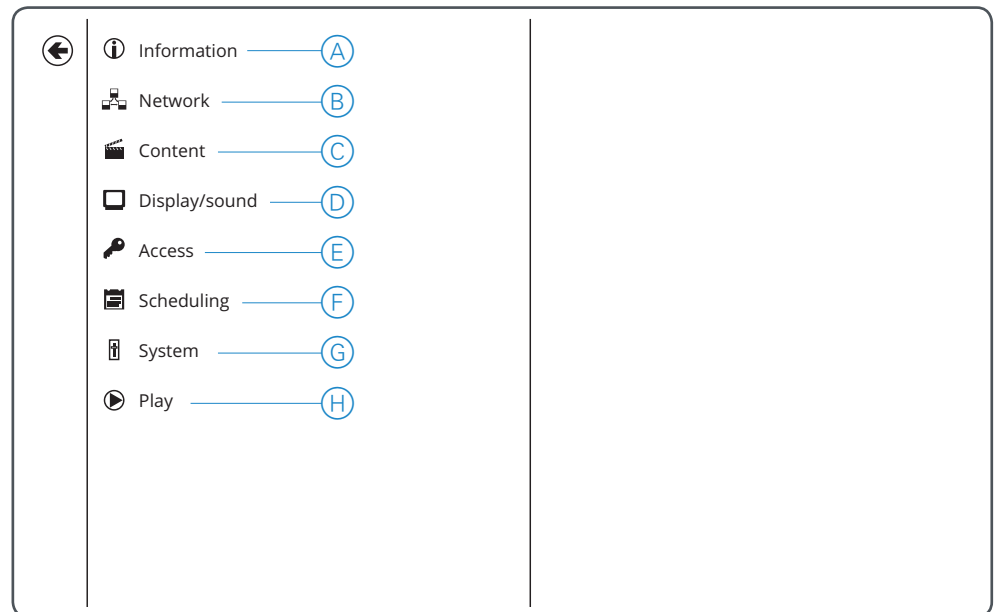 Information A
Network B
Content C
Display/sound D
Access E
Scheduling F
System G
Play H